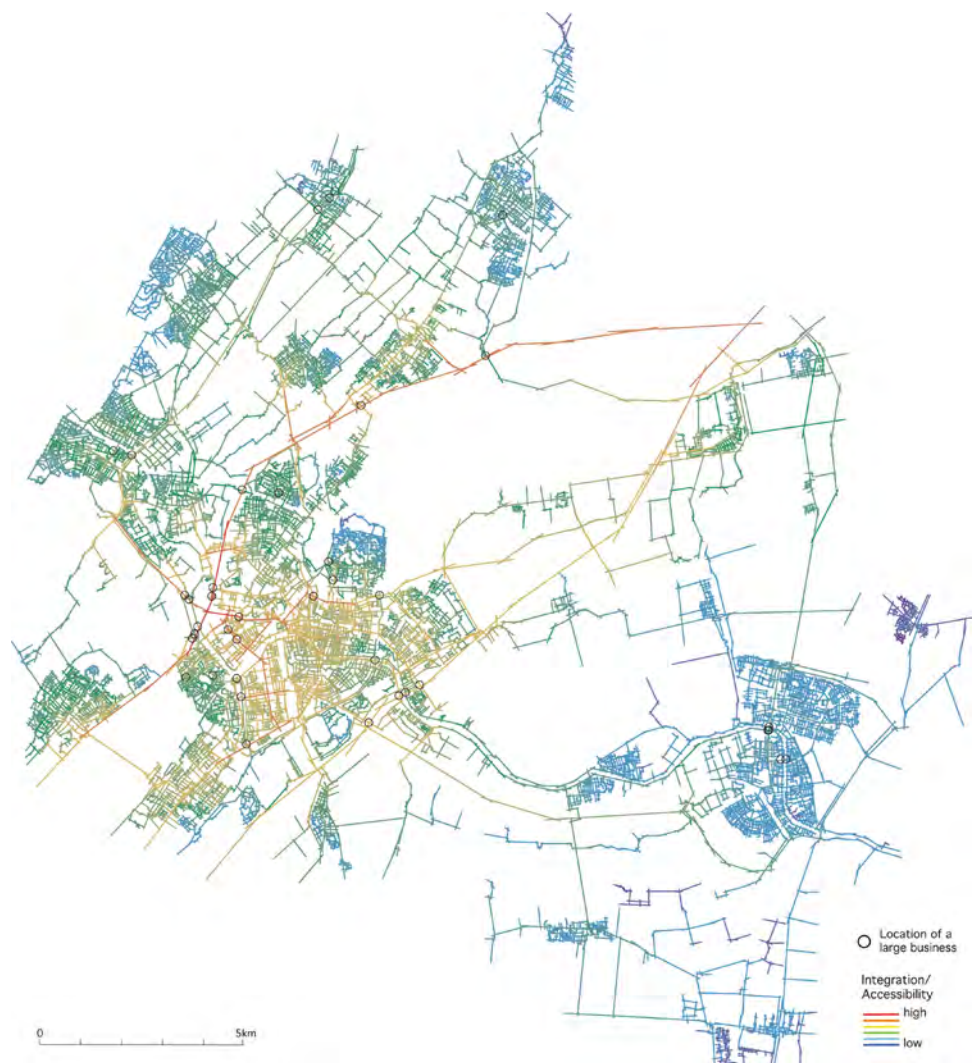 Location of a
large business
Integration/
Accessibility
high
low
0 5km